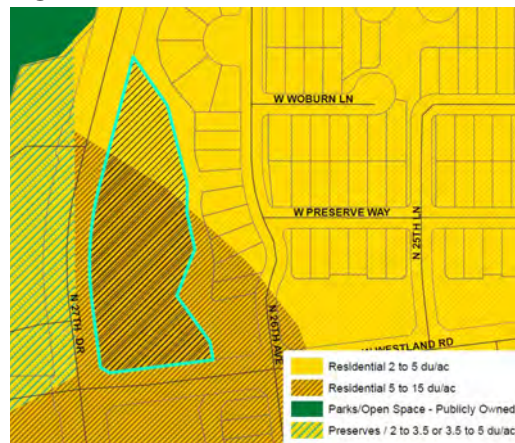 W WOBURN LN
W PRESERVE WAY
N 25TH LN
N 27TH DR
N 26TH AVE
W WESTLAND RD
Residential 2 to 5 du/ac
Residential 5 to 15 du/ac
Parks/Open Space - Publicly Owned
Preserves / 2 to 3.5 or 3.5 to 5 du/ac